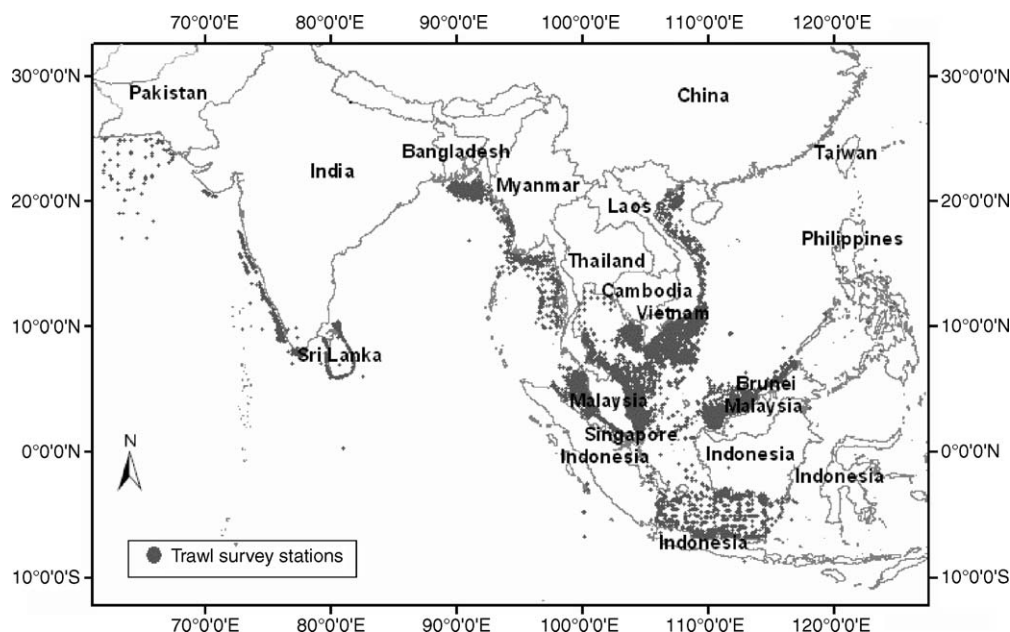 70°0'0'E 80°0'0'E 90°0'0'E 100°0'0'E 110°0'0'E 120°0'0'E
30°0'0'N 30°0'0'N
Pakistan
China
Bangladesh
Taiwan
India
Myanmar
20°0'0'N 20°0'0'N
Laos
Philippines
Thailand
Cambodia
Vietnam
10°0'0'N 10°0'0'N
Sri Lanka
Brunei
Malaysia Malaysia
Singapore
N
0°0'0'N 0°0'0'N
Indonesia Indonesia
Indonesia
Indonesia
Trawl survey stations
10°0'0'S 10°0'0'S
70°0'0'E 80°0'0'E 90°0'0'E 100°0'0'E 110°0'0'E 120°0'0'E